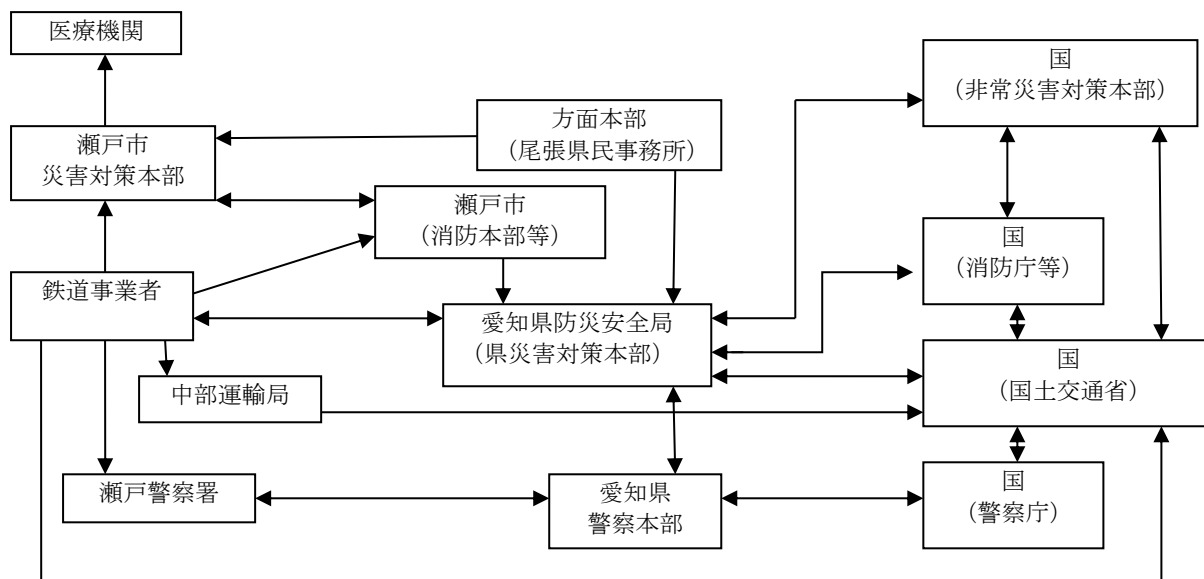 医療機関
国
（非常災害対策本部）
方面本部
（尾張県民事務所）
瀬戸市
災害対策本部
瀬戸市
（消防本部等）
国
（消防庁等）
鉄道事業者
愛知県防災安全局
（県災害対策本部）
国
（国土交通省）
中部運輸局
瀬戸警察署
愛知県
警察本部
国
（警察庁）